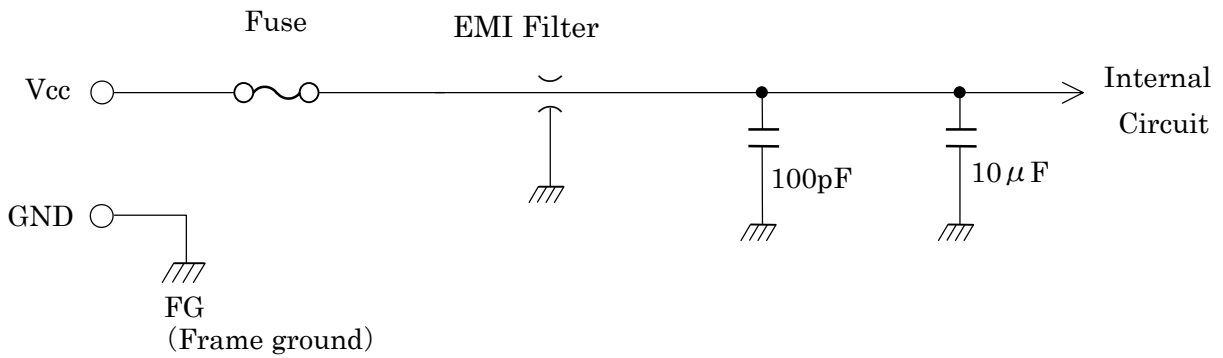 Fuse
EMI Filter
Vcc
Internal
Circuit
100pF
10μF
GND
FG
(Frame ground)